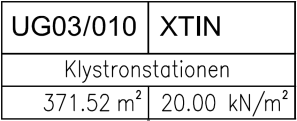 UG03/010 XTIN
Klystronstationen
371.52 m² 20.00 kN/m²